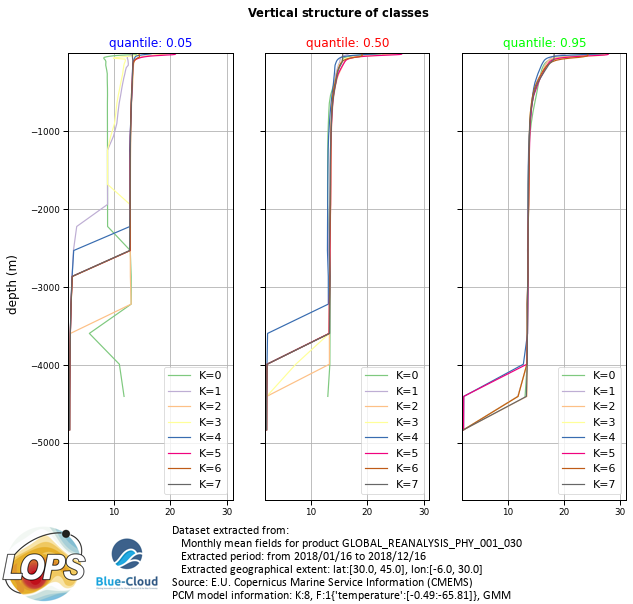 Vertical structure of classes
quantile: 0.05
quantile: 0.50
quantile: 0.95
depth (m)
−1000
−2000
−3000
−4000
−5000
K=0
K=1
K=2
K=3
K=4
K=5
K=6
K=7
K=0
K=1
K=2
K=3
K=4
K=5
K=6
K=7
K=0
K=1
K=2
K=3
K=4
K=5
K=6
K=7
10 20 30
10 20 30
10 20 30
LOPS
Blue-Cloud
Dataset extracted from:
Monthly mean fields for product GLOBAL_REANALYSIS_PHY_001_030
Extracted period: from 2018/01/16 to 2018/12/16
Extracted geographical extent: lat:[30.0, 45.0], lon:[-6.0, 30.0]
Source: E.U. Copernicus Marine Service Information (CMEMS)
PCM model information: K:8, F:1{'temperature':[-0.49:-65.81]}, GMM